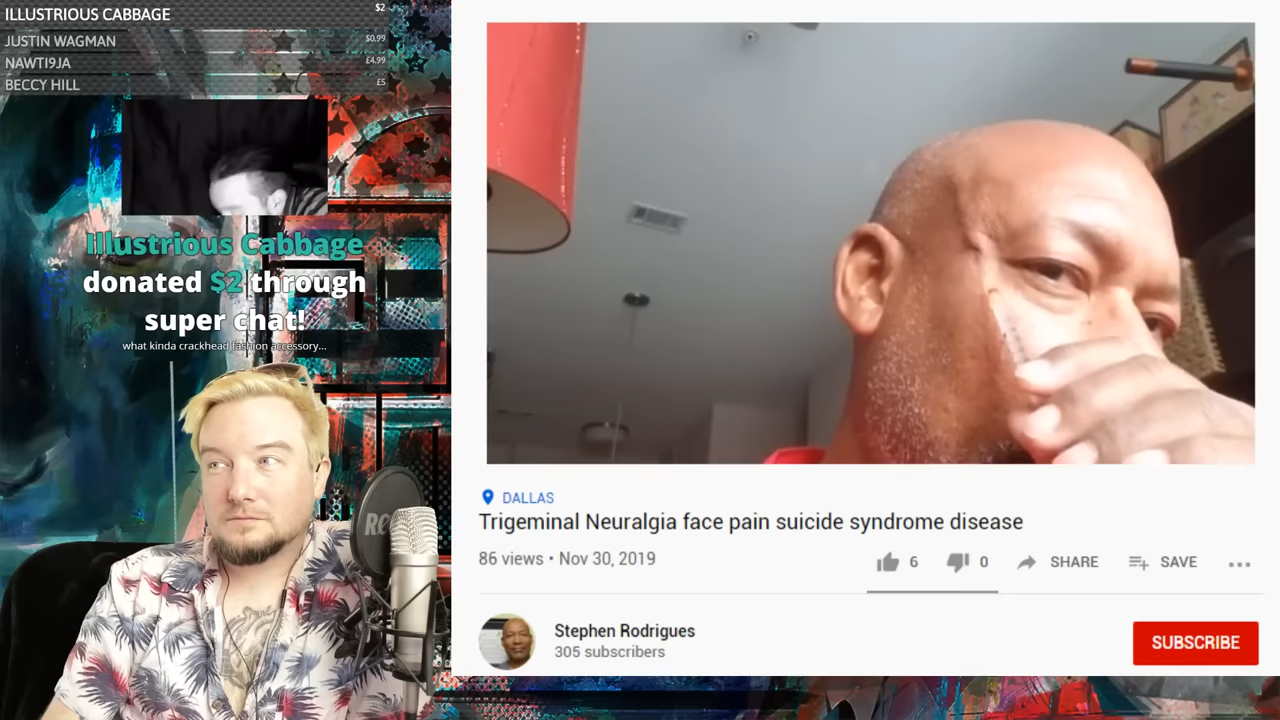 ILLUSTRIOUS CABBAGE $2
JUSTIN WAGMAN $0.99
NAWTI9JA £4.99
BECCY HILL £5
Illustrious Cabbage
donated $2 through
super chat!
what kinda crackhead fashion accessory...
DALLAS
Trigeminal Neuralgia face pain suicide syndrome disease
86 views • Nov 30, 2019
6 0 SHARE SAVE
Stephen Rodrigues
305 subscribers
SUBSCRIBE